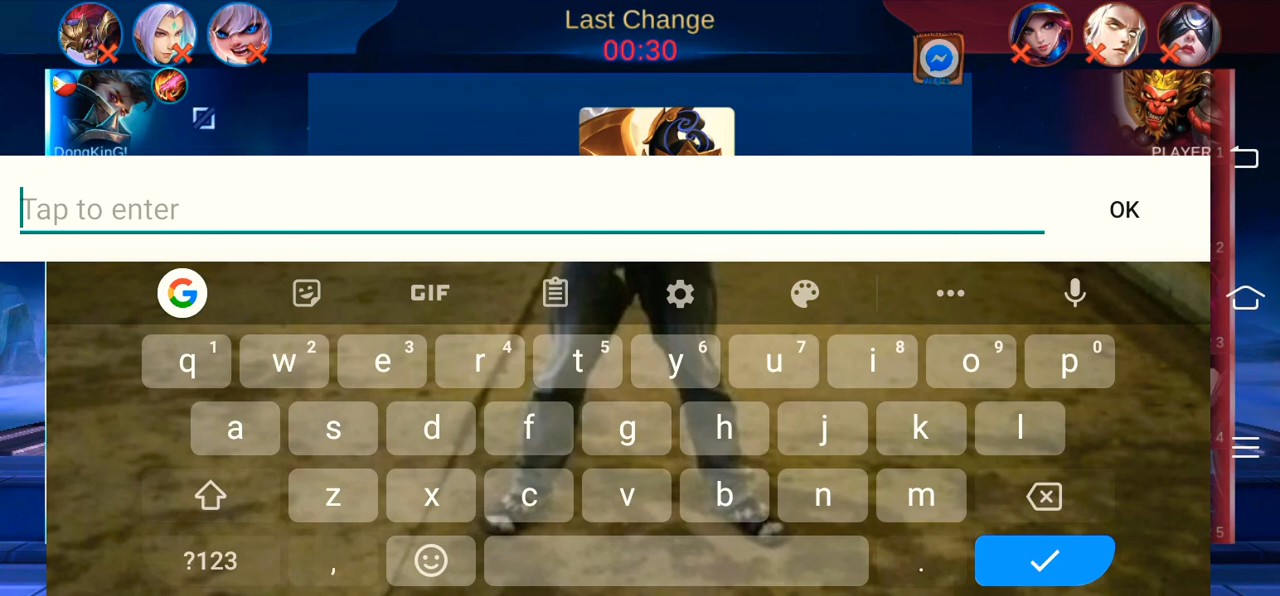 Last Change
00:30
DongKinG!
PLAYER 1
Tap to enter
OK
2
GIF
3
q 1 w 2 e 3 r 4 t 5 y 6 u 7 i 8 o 9 p 0
a s d f g h j k l
4
z x c v b n m
5
?123 , .